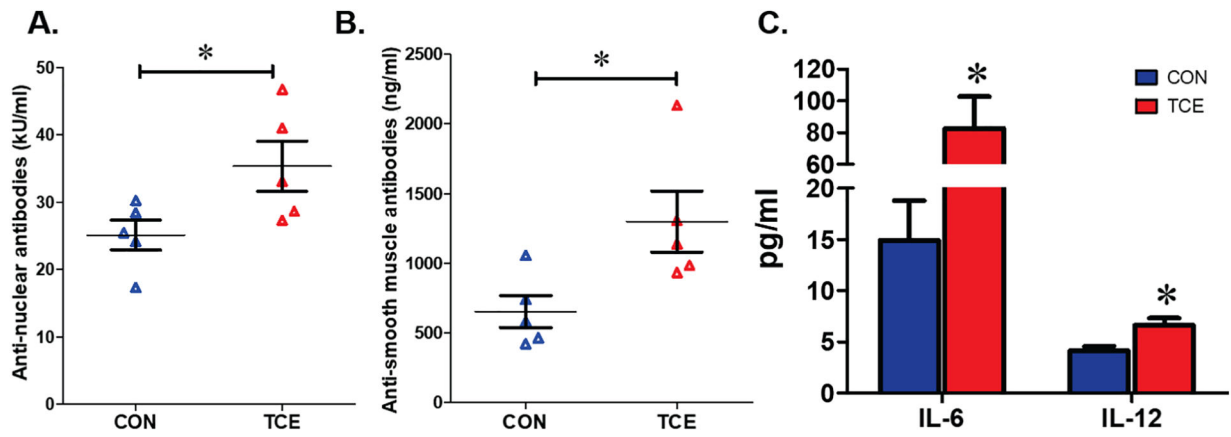 A.
*
Anti-nuclear antibodies (kU/ml)
50
40
30
20
10
0
CON TCE
B.
*
Anti-smooth muscle antibodies (ng/ml)
2500
2000
1500
1000
500
0
CON TCE
C.
pg/ml
120
100
80
60
20
15
10
5
0
*
*
CON
TCE
IL-6 IL-12